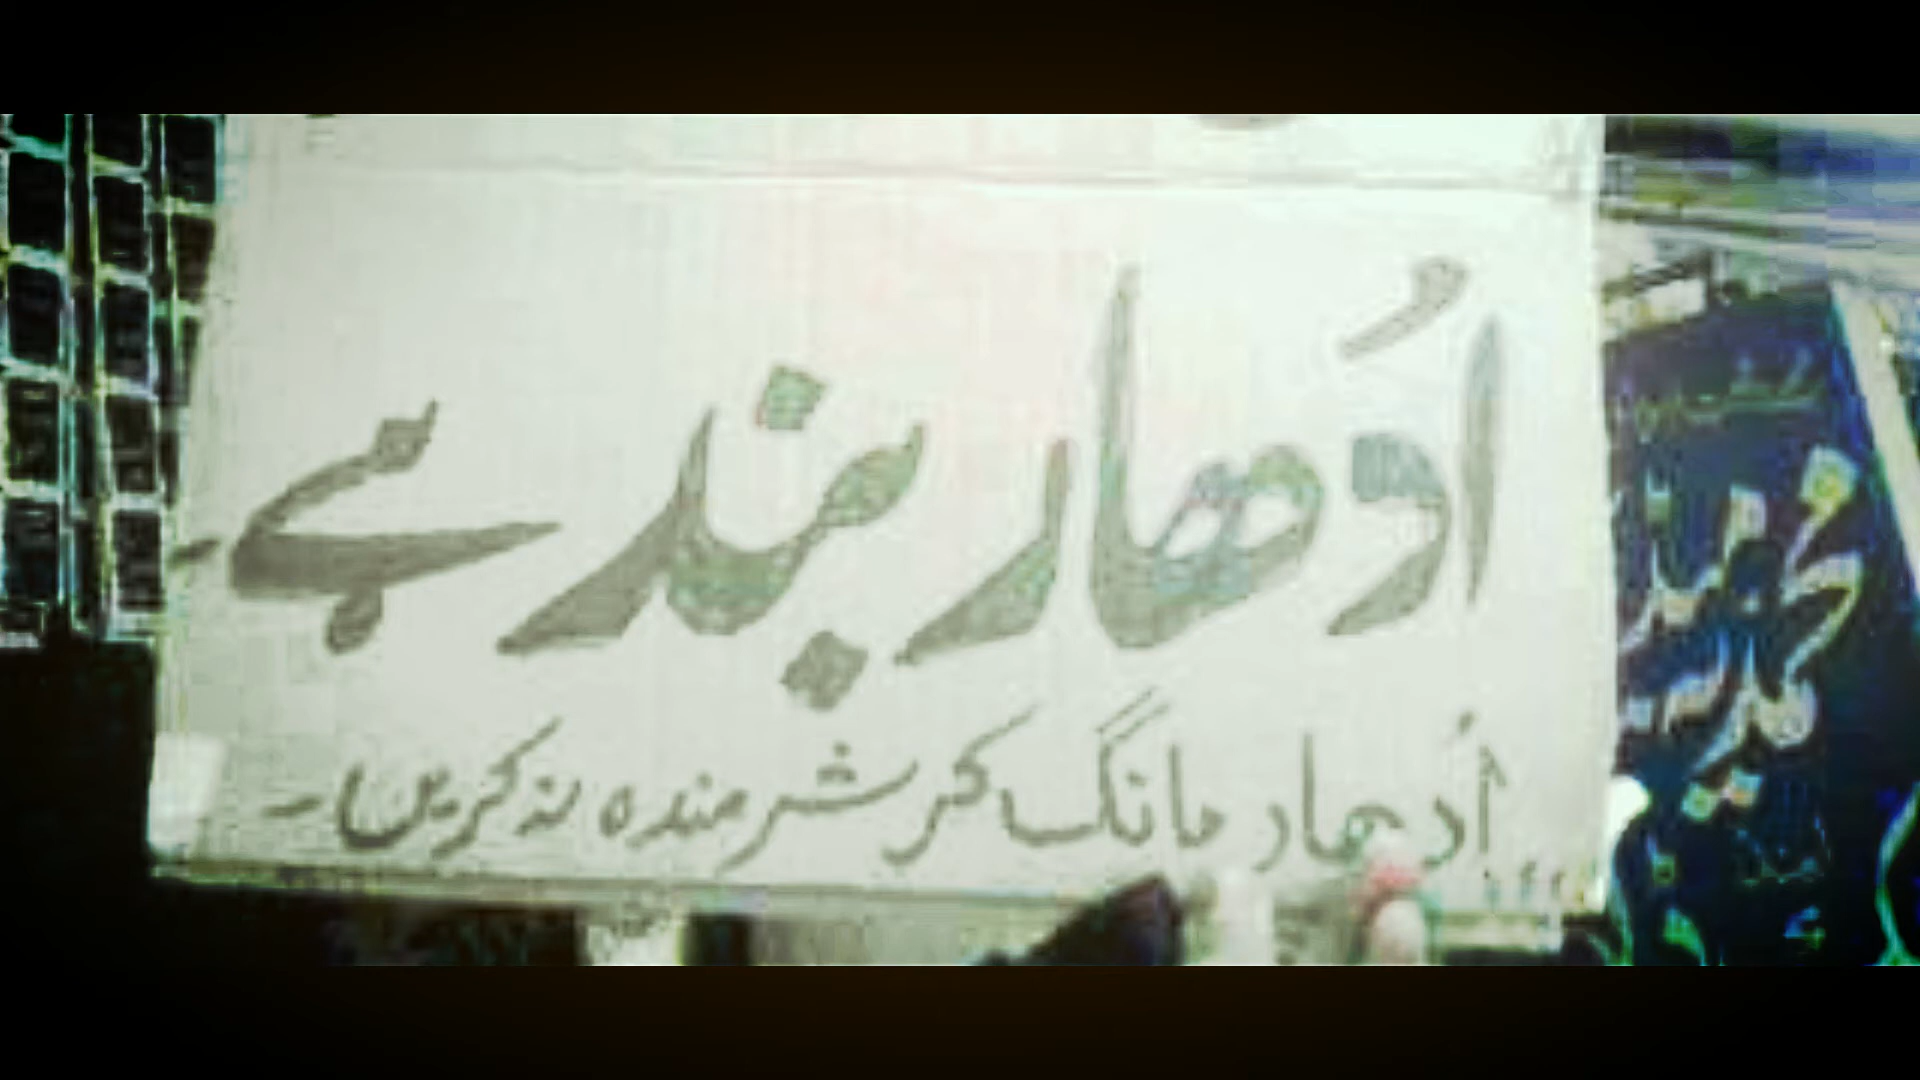 اُدھار بند ہے۔
اُدھار مانگ کر شرمندہ نہ کریں۔